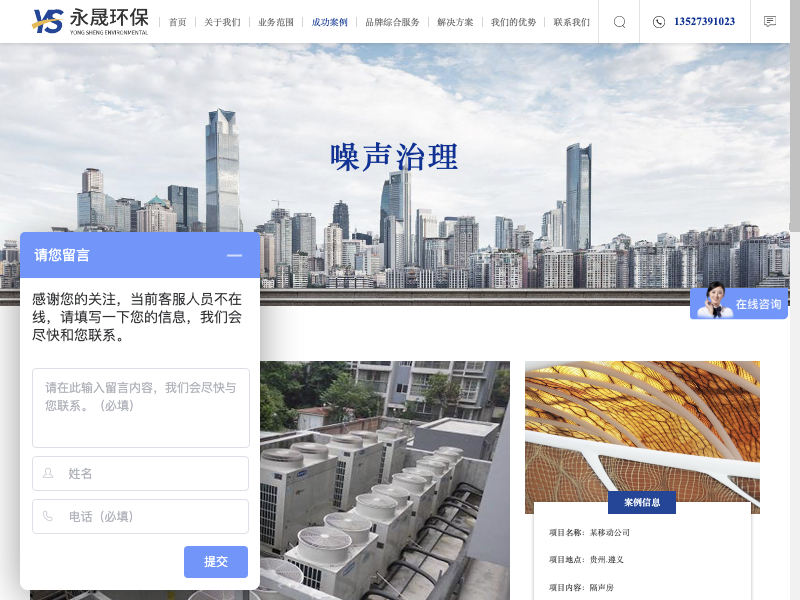 YS 永晟环保
YONG SHENG ENVIRONMENTAL
首页
关于我们
业务范围
成功案例
品牌综合服务
解决方案
我们的优势
联系我们
13527391023
噪声治理
请您留言
感谢您的关注，当前客服人员不在
线，请填写一下您的信息，我们会
尽快和您联系。
请在此输入留言内容，我们会尽快与
您联系。（必填）
姓名
电话（必填）
提交
在线咨询
案例信息
项目名称：某移动公司
项目地点：贵州.遵义
项目内容：隔声房